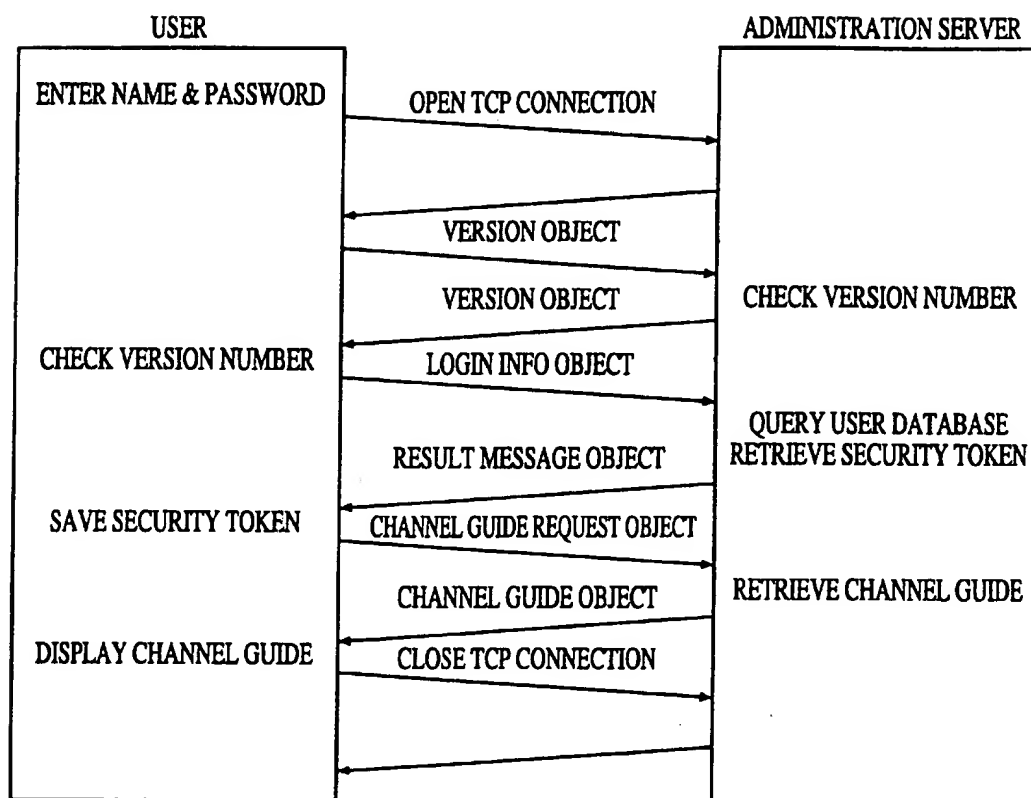 USER
ADMINISTRATION SERVER
ENTER NAME & PASSWORD
OPEN TCP CONNECTION
VERSION OBJECT
VERSION OBJECT
CHECK VERSION NUMBER
CHECK VERSION NUMBER
LOGIN INFO OBJECT
QUERY USER DATABASE
RETRIEVE SECURITY TOKEN
RESULT MESSAGE OBJECT
SAVE SECURITY TOKEN
CHANNEL GUIDE REQUEST OBJECT
RETRIEVE CHANNEL GUIDE
CHANNEL GUIDE OBJECT
DISPLAY CHANNEL GUIDE
CLOSE TCP CONNECTION